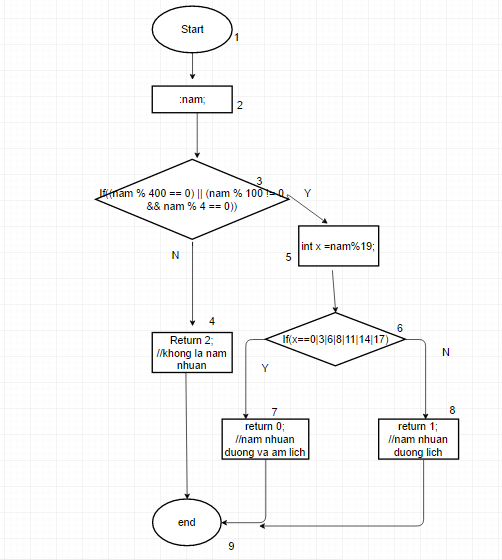 Start
1
:nam;
2
3
If((nam % 400 == 0) || (nam % 100 != 0
&& nam % 4 == 0))
Y
N
int x =nam%19;
5
4
Return 2;
//khong la nam
nhuan
6
If(x==0|3|6|8|11|14|17)
Y
N
7
return 0;
//nam nhuan
duong va am lich
8
return 1;
//nam nhuan
duong lich
end
9